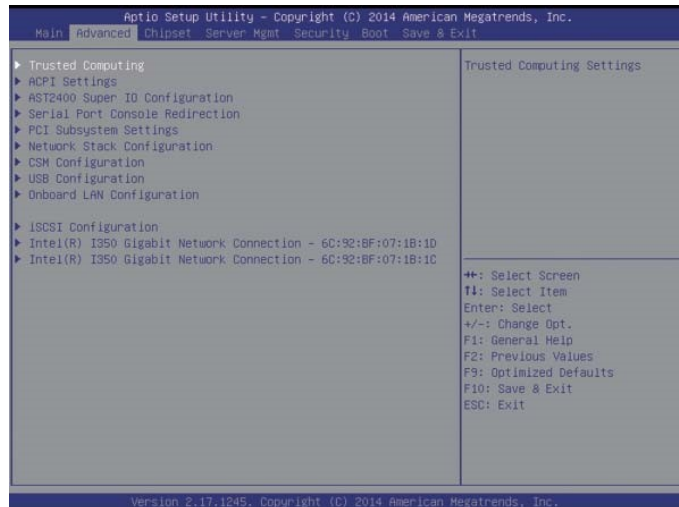 Aptio Setup Utility – Copyright (C) 2014 American Megatrends, Inc.
Main Advanced Chipset Server Mgmt Security Boot Save & Exit
Trusted Computing
ACPI Settings
AST2400 Super IO Configuration
Serial Port Console Redirection
PCI Subsystem Settings
Network Stack Configuration
CSM Configuration
USB Configuration
Onboard LAN Configuration
iSCSI Configuration
Intel(R) I350 Gigabit Network Connection – 6C:92:BF:07:1B:1D
Intel(R) I350 Gigabit Network Connection – 6C:92:BF:07:1B:1C
Trusted Computing Settings
→←: Select Screen
↑↓: Select Item
Enter: Select
+/–: Change Opt.
F1: General Help
F2: Previous Values
F9: Optimized Defaults
F10: Save & Exit
ESC: Exit
Version 2.17.1245. Copyright (C) 2014 American Megatrends, Inc.